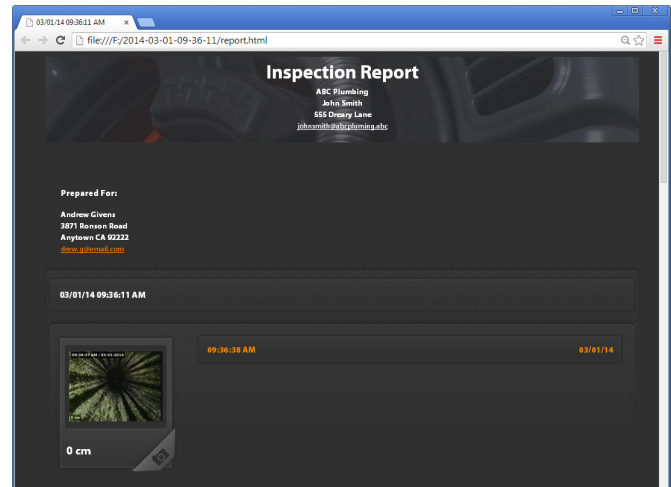 03/01/14 09:36:11 AM
file:///F:/2014-03-01-09-36-11/report.html
Inspection Report
ABC Plumbing
John Smith
555 Dreary Lane
johnsmith@abcpluming.abc
Prepared For:
Andrew Givens
3871 Ronson Road
Anytown CA 92222
drew.g@email.com
03/01/14 09:36:11 AM
09:36:38 AM 03/01/14
0 cm